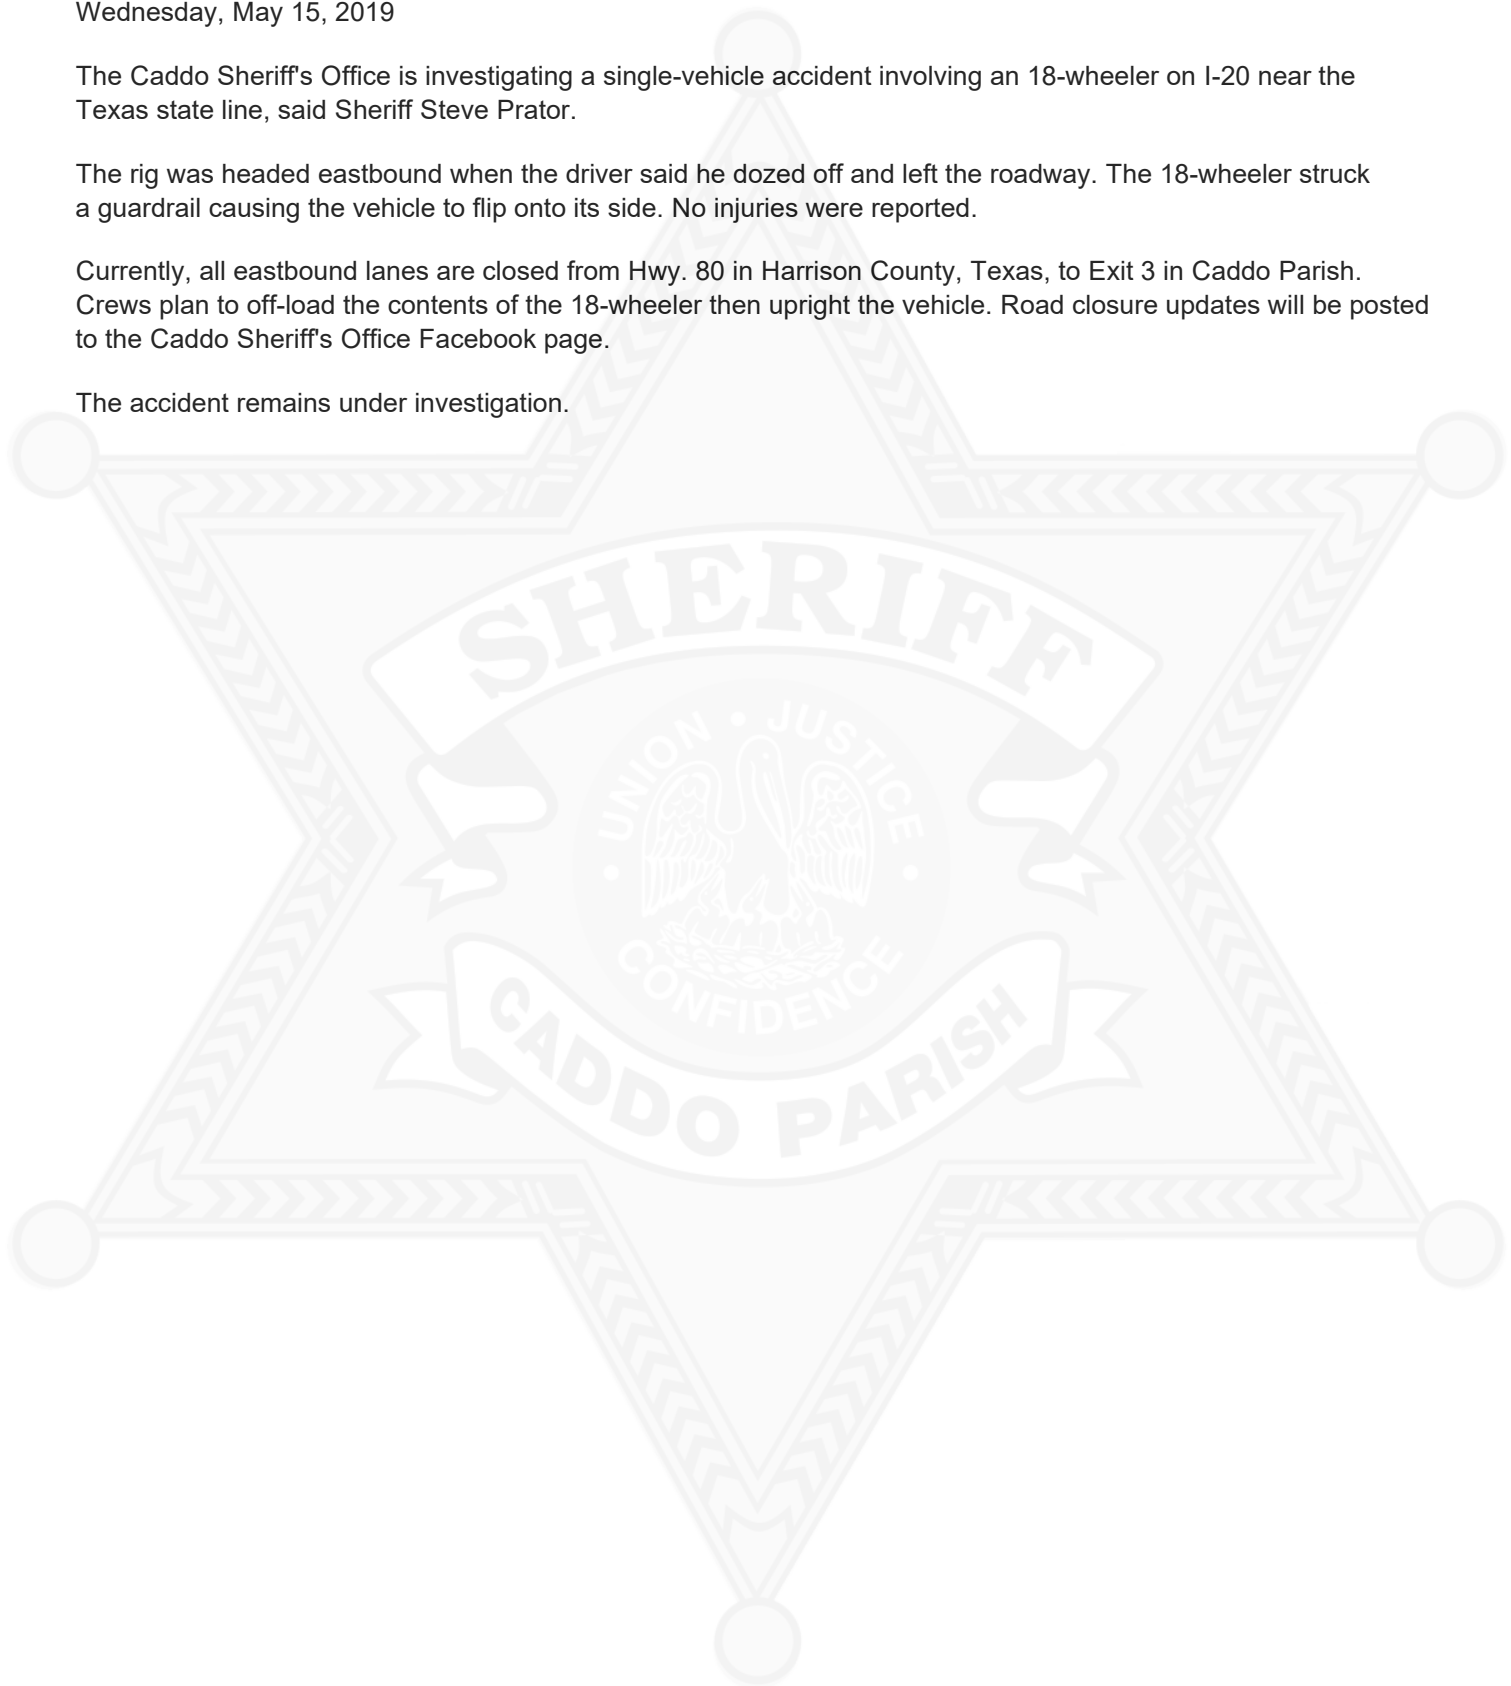 Wednesday, May 15, 2019
The Caddo Sheriff's Office is investigating a single-vehicle accident involving an 18-wheeler on I-20 near the
Texas state line, said Sheriff Steve Prator.
The rig was headed eastbound when the driver said he dozed off and left the roadway. The 18-wheeler struck
a guardrail causing the vehicle to flip onto its side. No injuries were reported.
Currently, all eastbound lanes are closed from Hwy. 80 in Harrison County, Texas, to Exit 3 in Caddo Parish.
Crews plan to off-load the contents of the 18-wheeler then upright the vehicle. Road closure updates will be posted
to the Caddo Sheriff's Office Facebook page.
The accident remains under investigation.
SHERIFF
UNION • JUSTICE
• CONFIDENCE •
CADDO PARISH